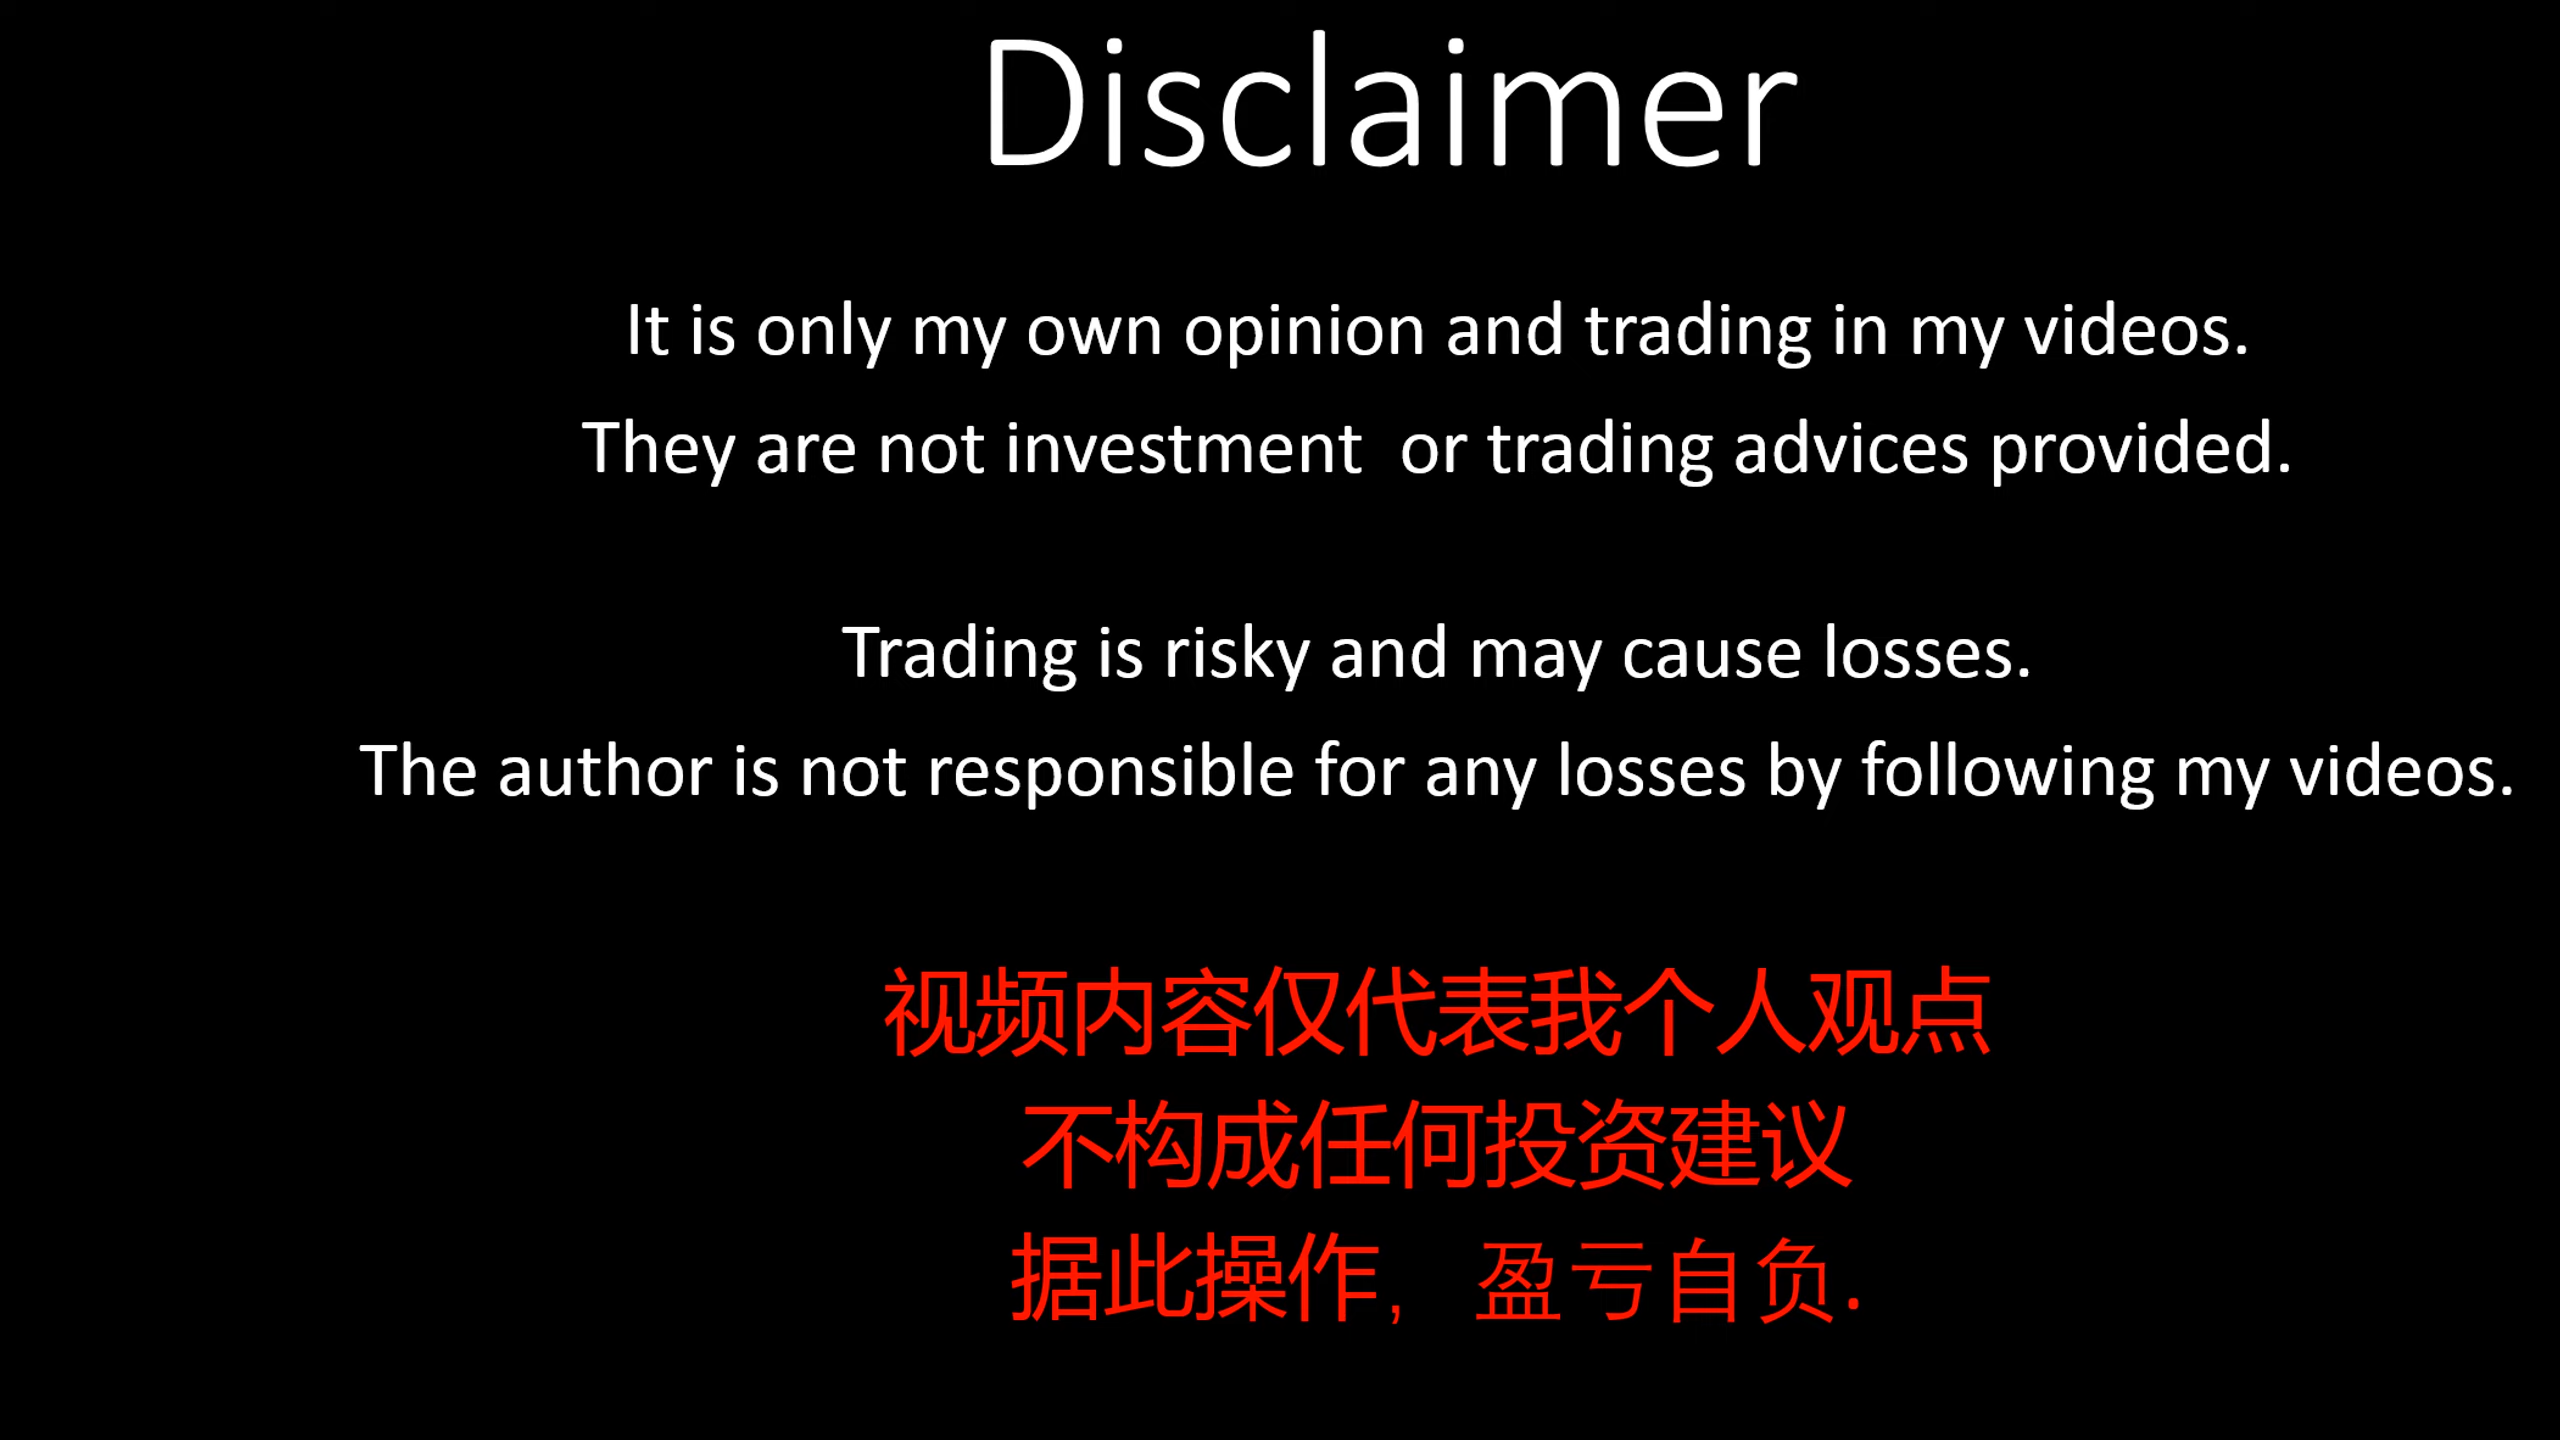 Disclaimer
It is only my own opinion and trading in my videos.
They are not investment  or trading advices provided.
Trading is risky and may cause losses.
The author is not responsible for any losses by following my videos.
视频内容仅代表我个人观点
不构成任何投资建议
据此操作，盈亏自负.